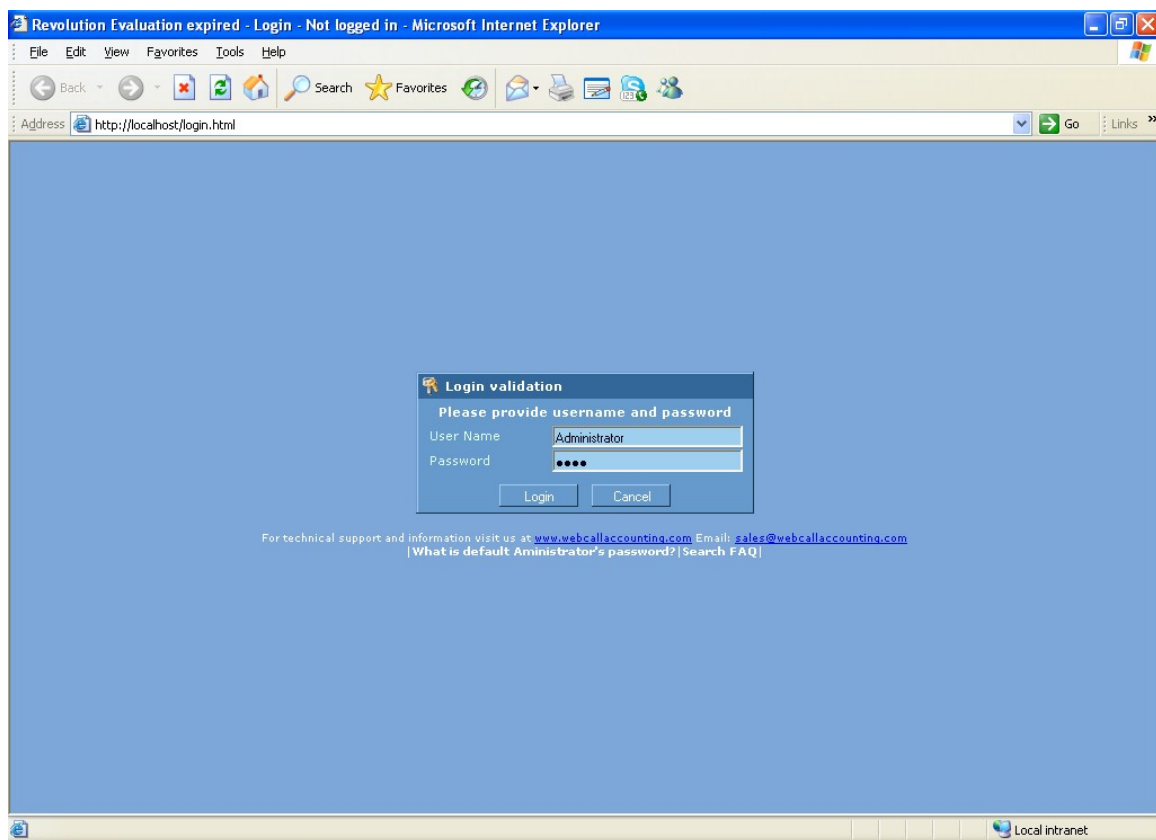 Revolution Evaluation expired - Login - Not logged in - Microsoft Internet Explorer
File Edit View Favorites Tools Help
Back Search Favorites
Address http://localhost/login.html Go Links »
Login validation
Please provide username and password
User Name Administrator
Password ••••
Login Cancel
For technical support and information visit us at www.webcallaccounting.com Email: sales@webcallaccounting.com
|What is default Aministrator's password?|Search FAQ|
Local intranet